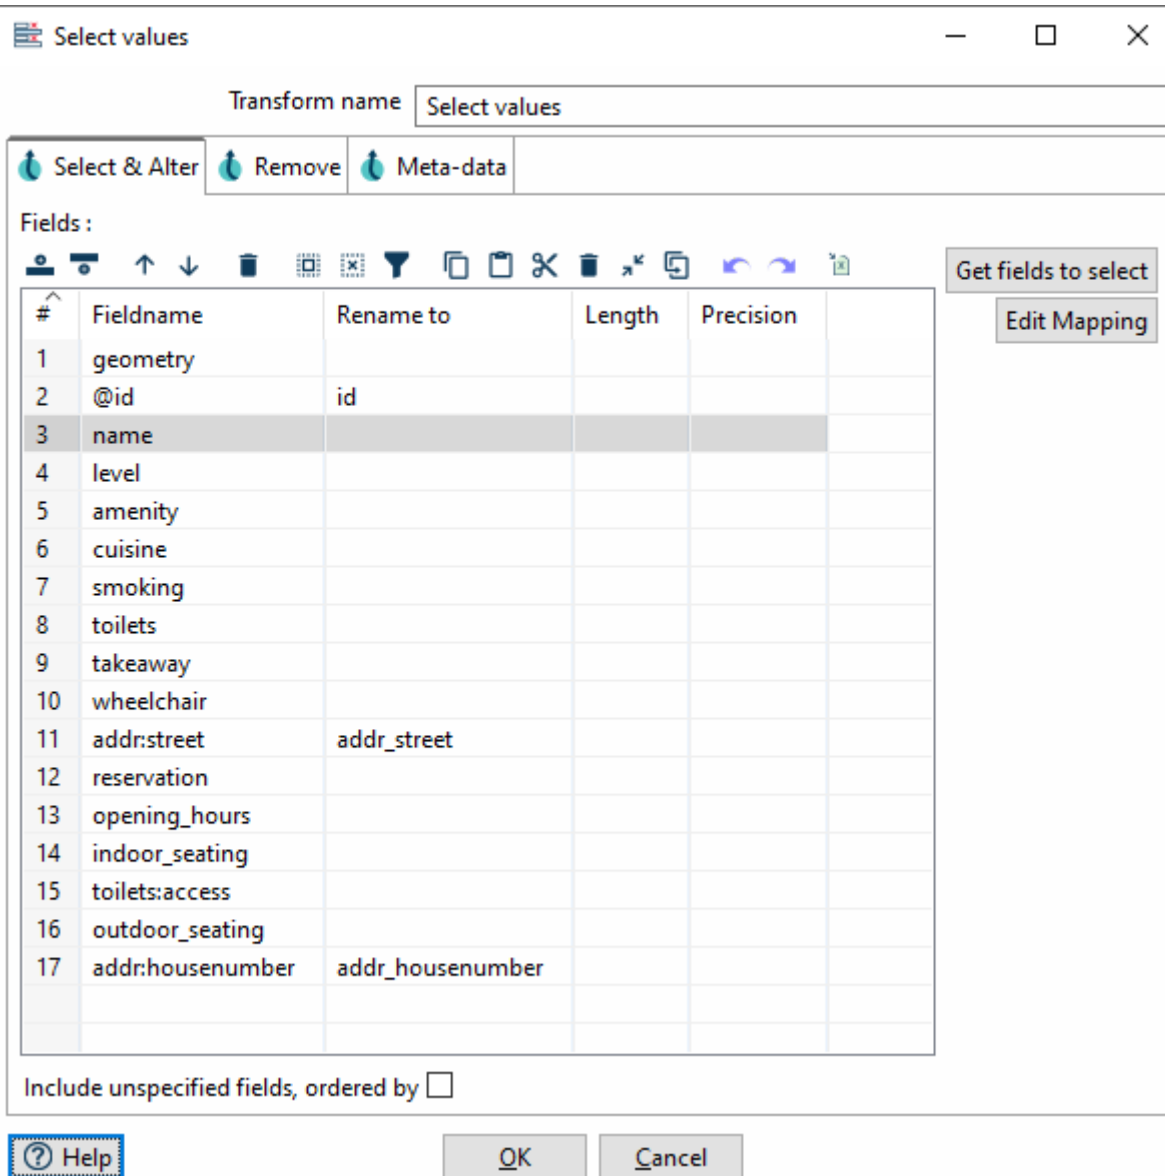 Select values
Transform name Select values
Select & Alter Remove Meta-data
Fields :
Get fields to select
Edit Mapping
# Fieldname Rename to Length Precision
1 geometry
2 @id id
3 name
4 level
5 amenity
6 cuisine
7 smoking
8 toilets
9 takeaway
10 wheelchair
11 addr:street addr_street
12 reservation
13 opening_hours
14 indoor_seating
15 toilets:access
16 outdoor_seating
17 addr:housenumber addr_housenumber
Include unspecified fields, ordered by
Help OK Cancel